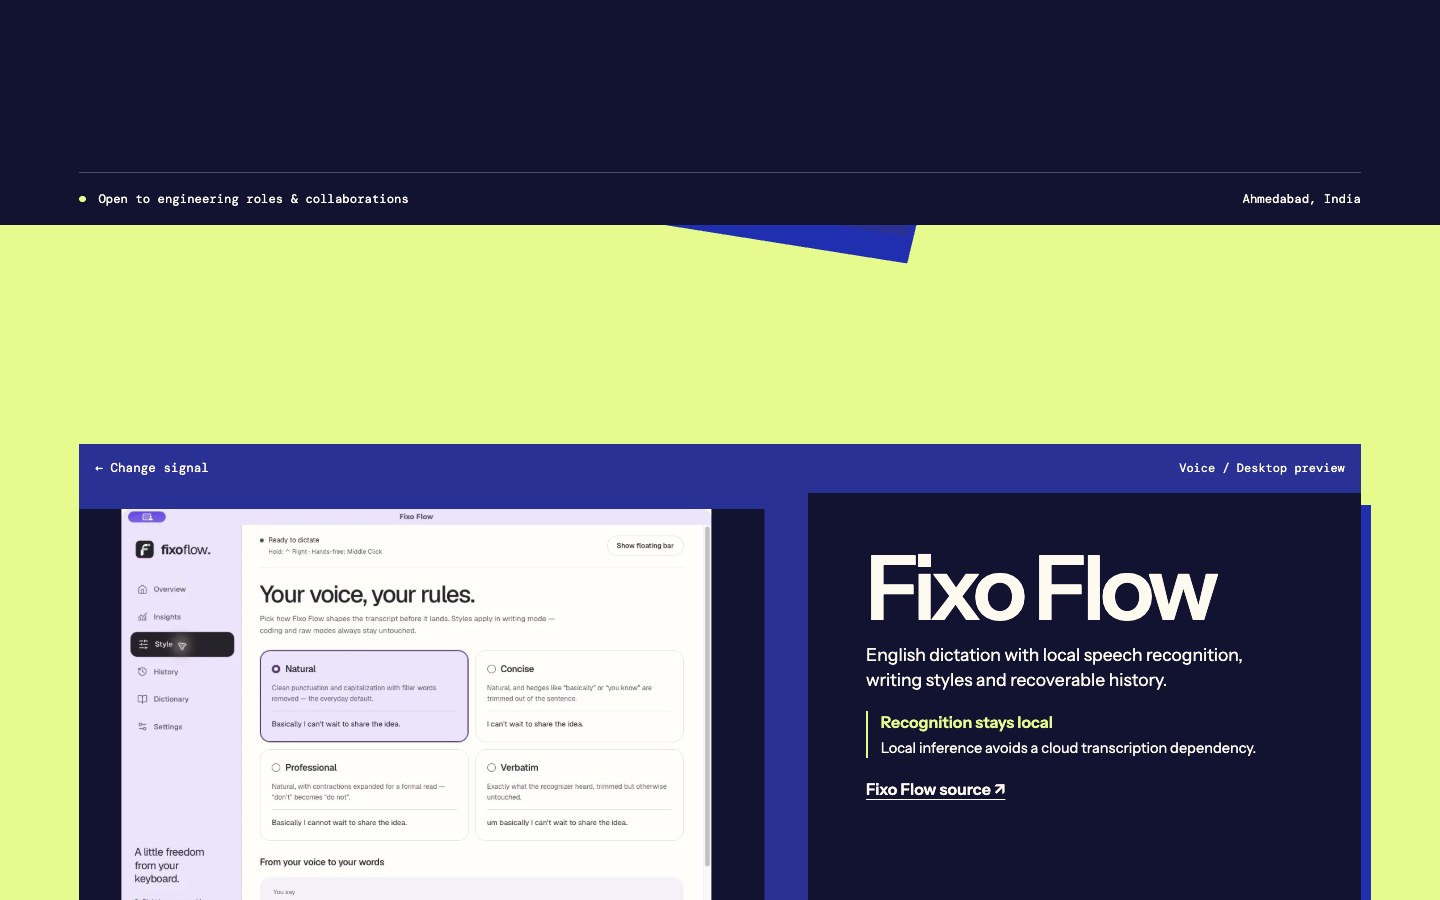 Open to engineering roles & collaborations
Ahmedabad, India
← Change signal
Voice / Desktop preview
Fixo Flow
fixoflow.
Overview
Insights
Style
History
Dictionary
Settings
A little freedom
from your
keyboard.
Ready to dictate
Hold: ⌃ Right · Hands-free: Middle Click
Show floating bar
Your voice, your rules.
Pick how Fixo Flow shapes the transcript before it lands. Styles apply in writing mode —
coding and raw modes always stay untouched.
Natural
Clean punctuation and capitalization with filler words
removed — the everyday default.
Basically I can't wait to share the idea.
Concise
Natural, and hedges like "basically" or "you know" are
trimmed out of the sentence.
I can't wait to share the idea.
Professional
Natural, with contractions expanded for a formal read —
"don't" becomes "do not".
Basically I cannot wait to share the idea.
Verbatim
Exactly what the recognizer heard, trimmed but otherwise
untouched.
um basically I can't wait to share the idea.
From your voice to your words
You say
Fixo Flow
English dictation with local speech recognition,
writing styles and recoverable history.
Recognition stays local
Local inference avoids a cloud transcription dependency.
Fixo Flow source ↗